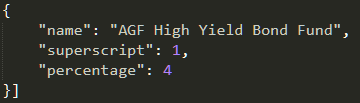 {
    "name": "AGF High Yield Bond Fund",
    "superscript": 1,
    "percentage": 4
}]